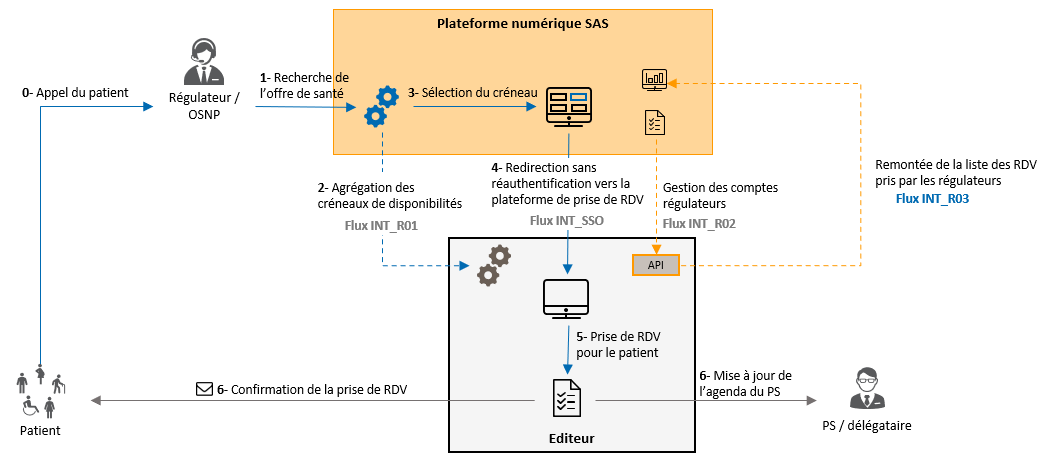 Plateforme numérique SAS
0- Appel du patient
Régulateur /
OSNP
1- Recherche de
l'offre de santé
3- Sélection du créneau
2- Agrégation des
créneaux de disponibilités
Flux INT_R01
4- Redirection sans
réauthentification vers la
plateforme de prise de RDV
Flux INT_SSO
Gestion des comptes
régulateurs
Flux INT_R02
Remontée de la liste des RDV
pris par les régulateurs
Flux INT_R03
API
5- Prise de RDV
pour le patient
6- Confirmation de la prise de RDV
6- Mise à jour de
l'agenda du PS
Patient
Editeur
PS / délégataire